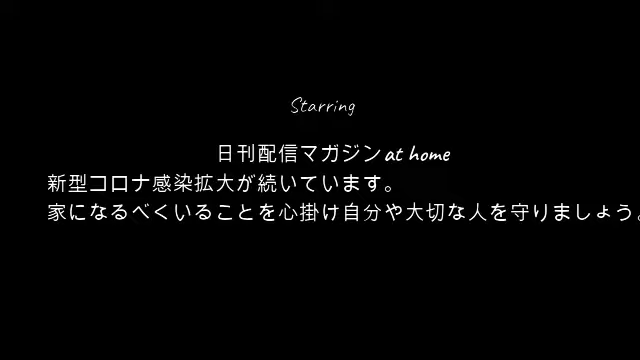 Starring
日刊配信マガジンat home
新型コロナ感染拡大が続いています。
家になるべくいることを心掛け自分や大切な人を守りましょう。